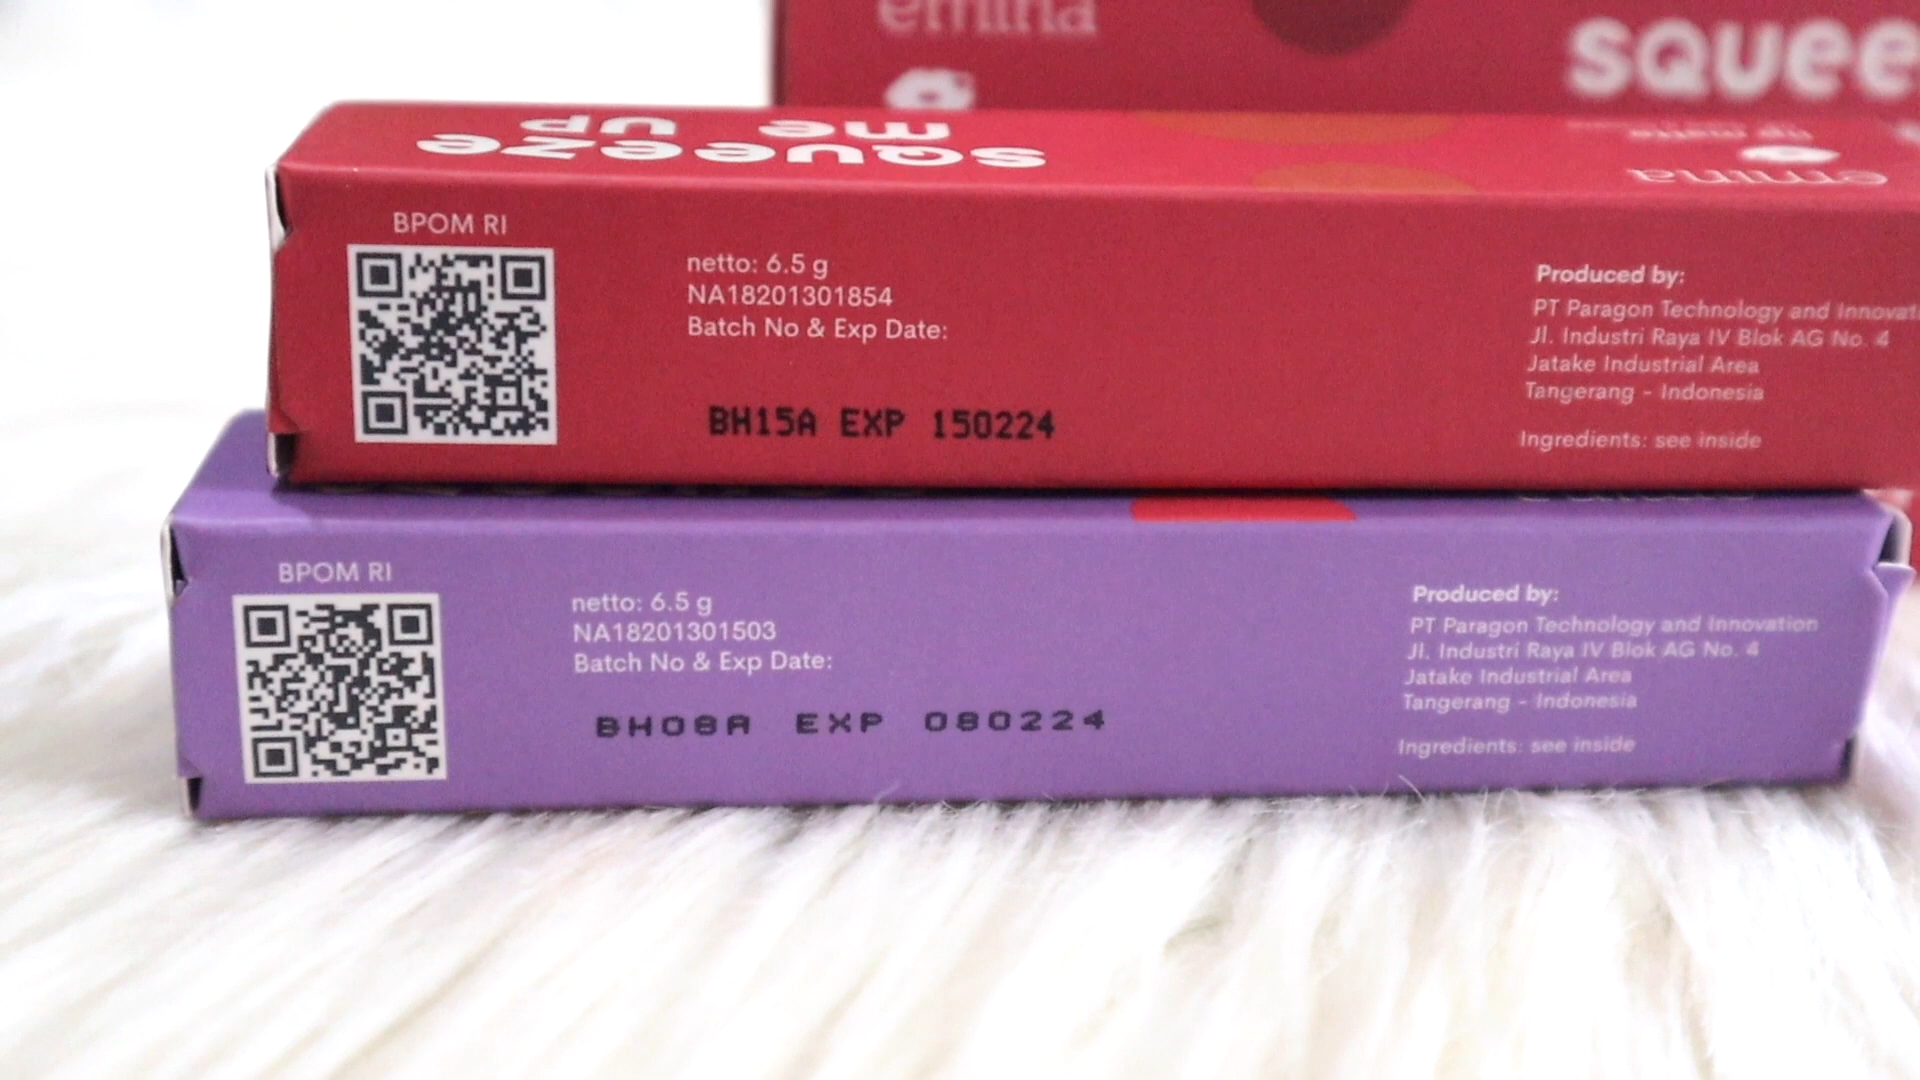 emina
squee
squeeze
me up
lip matte
emina
BPOM RI
netto: 6.5 g
NA18201301854
Batch No & Exp Date:
BH15A EXP 150224
Produced by:
PT Paragon Technology and Innovati
Jl. Industri Raya IV Blok AG No. 4
Jatake Industrial Area
Tangerang - Indonesia
Ingredients: see inside
BPOM RI
netto: 6.5 g
NA18201301503
Batch No & Exp Date:
BH08A EXP 080224
Produced by:
PT Paragon Technology and Innovation
Jl. Industri Raya IV Blok AG No. 4
Jatake Industrial Area
Tangerang - Indonesia
Ingredients: see inside